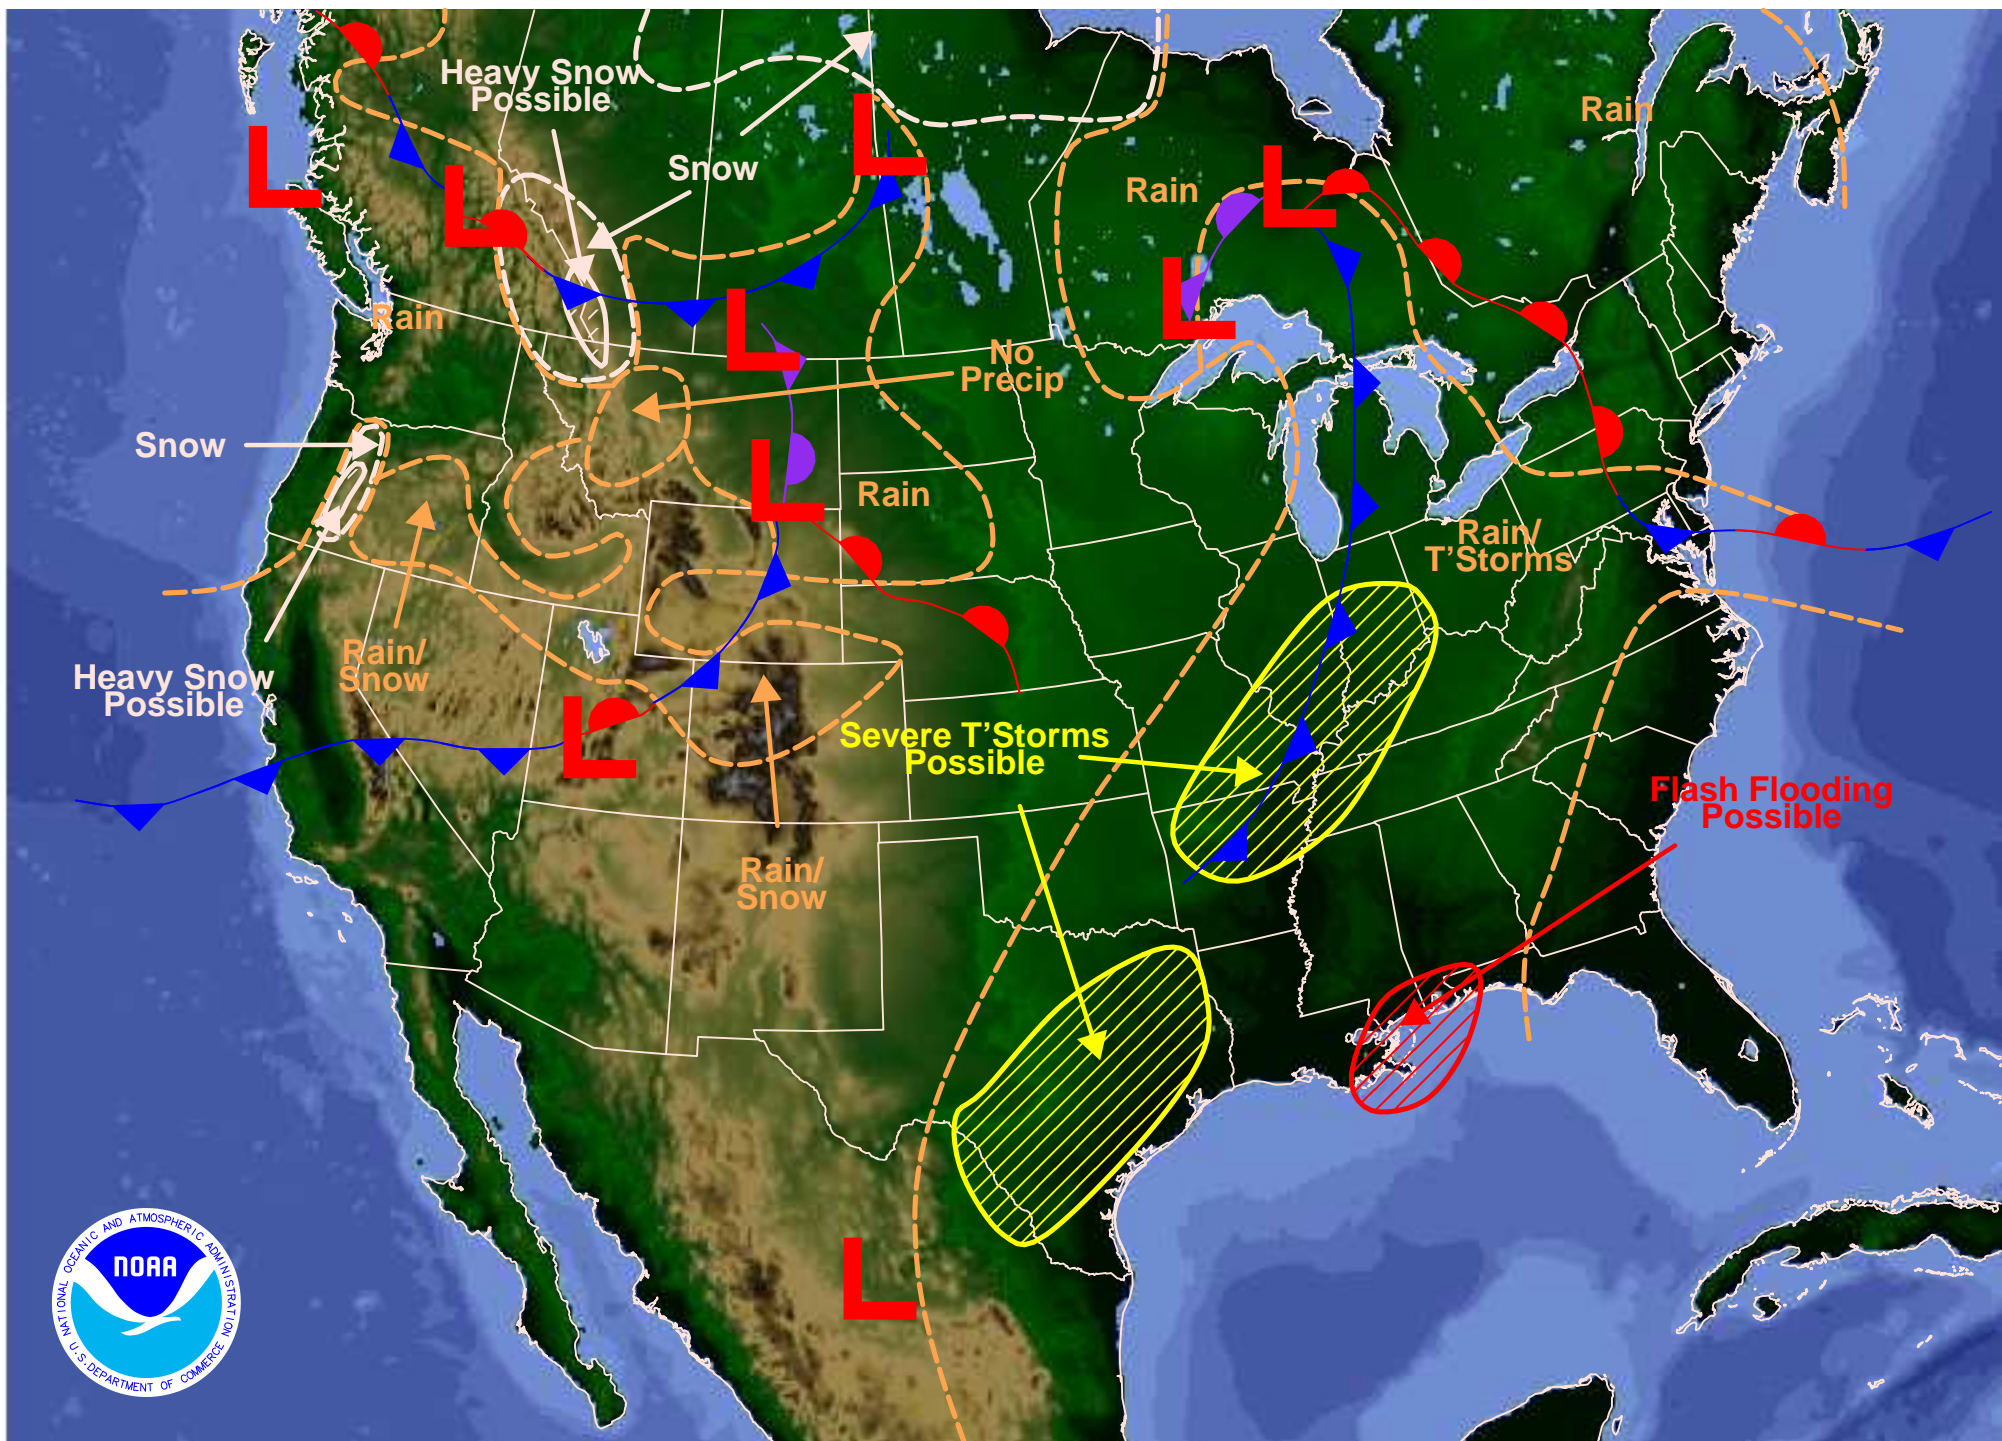 Heavy Snow
Possible
Rain
Snow
Rain
Rain
No
Precip
Snow
Rain
Rain/
T'Storms
Rain/
Snow
Heavy Snow
Possible
Severe T'Storms
Possible
Flash Flooding
Possible
Rain/
Snow
L
L
L
L
L
L
L
L
L
NATIONAL OCEANIC AND ATMOSPHERIC ADMINISTRATION
NOAA
U.S. DEPARTMENT OF COMMERCE